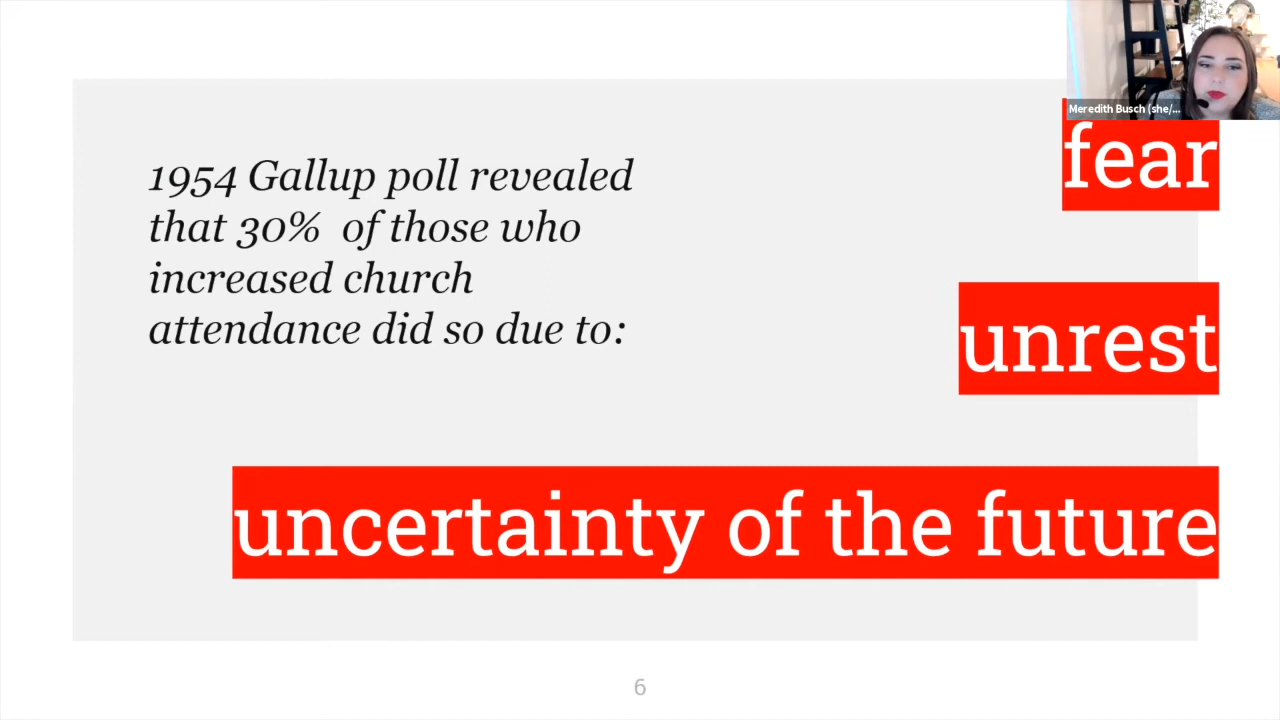 Meredith Busch (she/...
1954 Gallup poll revealed
that 30% of those who
increased church
attendance did so due to:
fear
unrest
uncertainty of the future
6